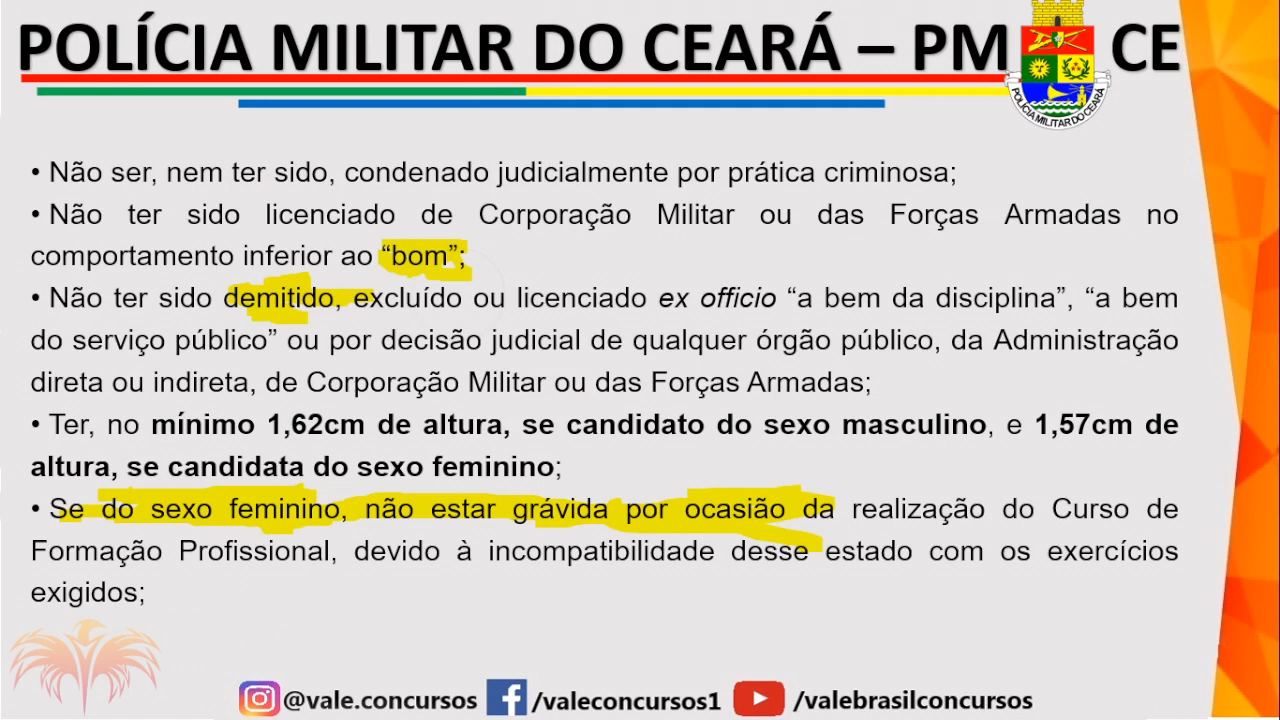 POLÍCIA MILITAR DO CEARÁ – PM CE
POLÍCIA MILITAR DO CEARÁ
• Não ser, nem ter sido, condenado judicialmente por prática criminosa;
• Não ter sido licenciado de Corporação Militar ou das Forças Armadas no
comportamento inferior ao “bom”;
• Não ter sido demitido, excluído ou licenciado ex officio “a bem da disciplina”, “a bem
do serviço público” ou por decisão judicial de qualquer órgão público, da Administração
direta ou indireta, de Corporação Militar ou das Forças Armadas;
• Ter, no mínimo 1,62cm de altura, se candidato do sexo masculino, e 1,57cm de
altura, se candidata do sexo feminino;
• Se do sexo feminino, não estar grávida por ocasião da realização do Curso de
Formação Profissional, devido à incompatibilidade desse estado com os exercícios
exigidos;
@vale.concursos /valeconcursos1 /valebrasilconcursos